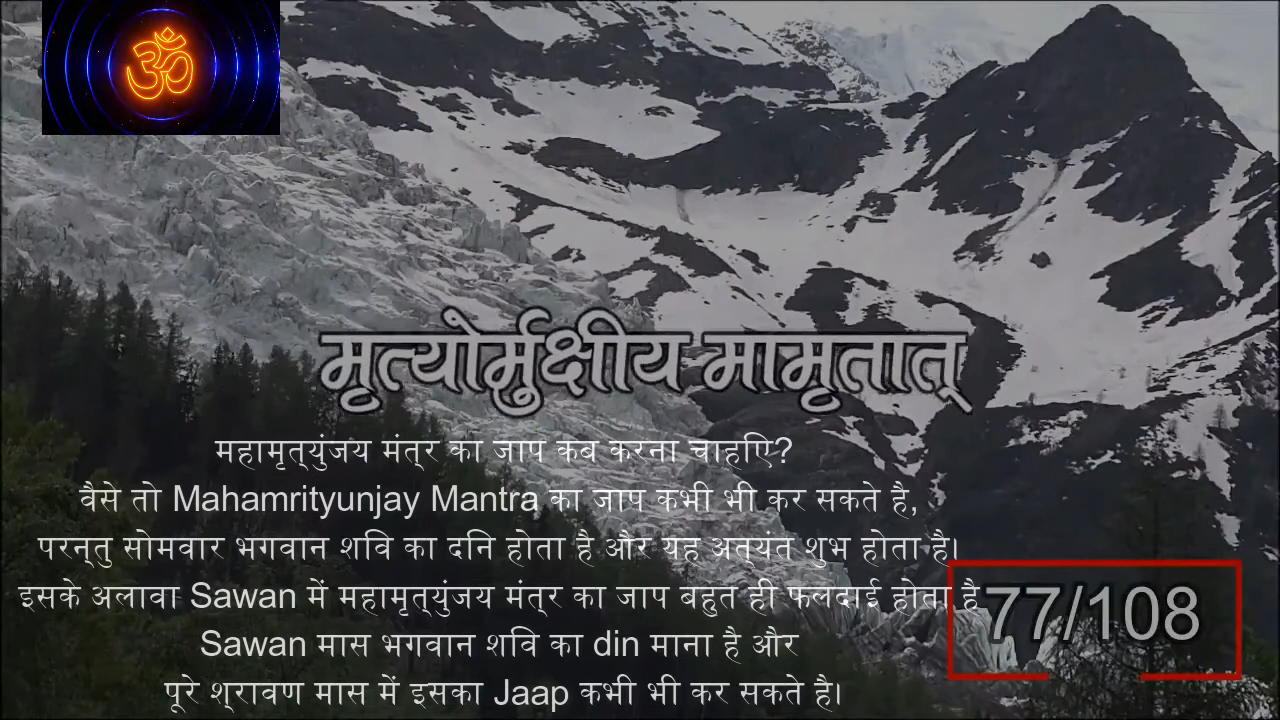 ॐ
मृत्योर्मुक्षीय मामृतात्
महामृत्युंजय मंत्र का जाप कब करना चाहिए?
वैसे तो Mahamrityunjay Mantra का जाप कभी भी कर सकते है,
परन्तु सोमवार भगवान शिव का दिन होता है और यह अत्यंत शुभ होता है।
इसके अलावा Sawan में महामृत्युंजय मंत्र का जाप बहुत ही फलदाई होता है
77/108
Sawan मास भगवान शिव का din माना है और
पूरे श्रावण मास में इसका Jaap कभी भी कर सकते है।